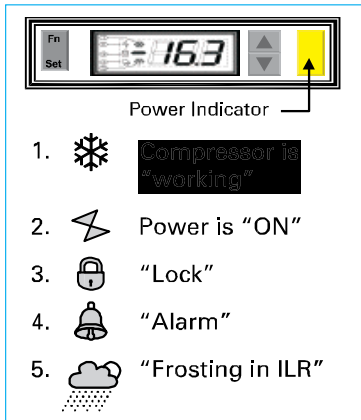 Fn
Set
-16.3
Power Indicator
1. Compressor is
"working"
2. Power is "ON"
3. "Lock"
4. "Alarm"
5. "Frosting in ILR"